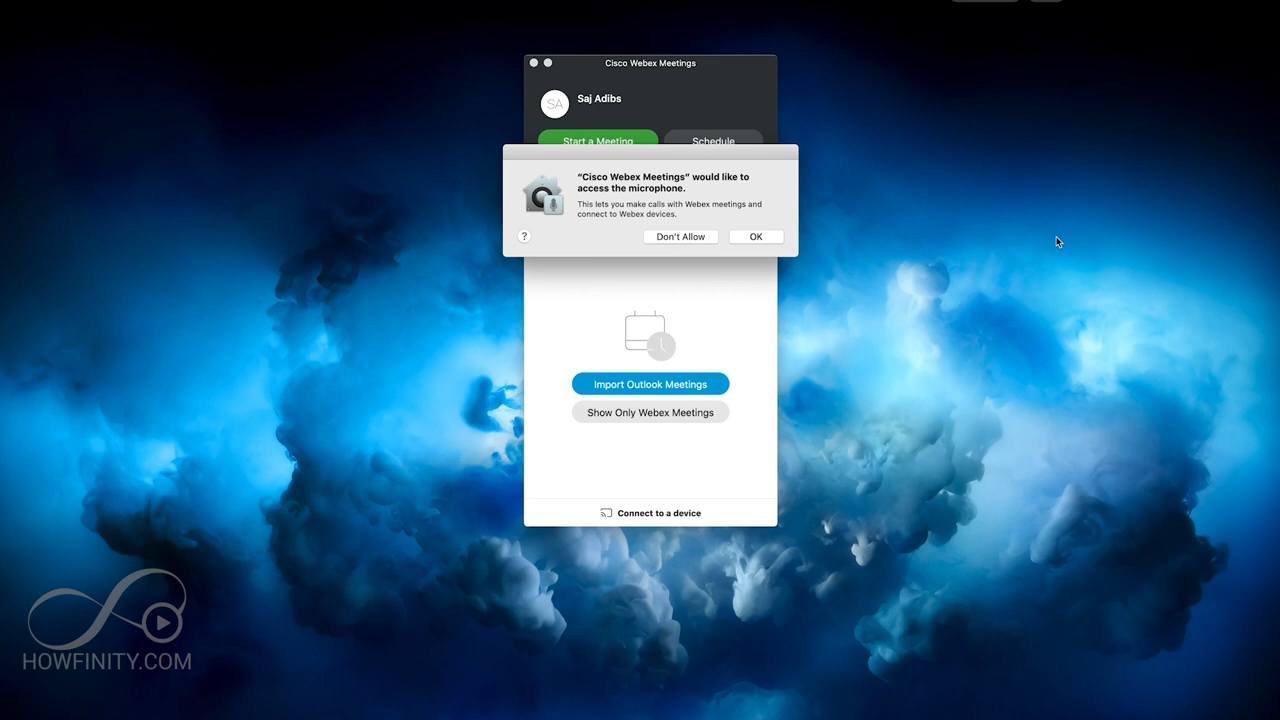 Cisco Webex Meetings
SA
Saj Adibs
Start a Meeting
Schedule
“Cisco Webex Meetings” would like to
access the microphone.
This lets you make calls with Webex meetings and
connect to Webex devices.
?
Don't Allow
OK
Import Outlook Meetings
Show Only Webex Meetings
Connect to a device
HOWFINITY.COM